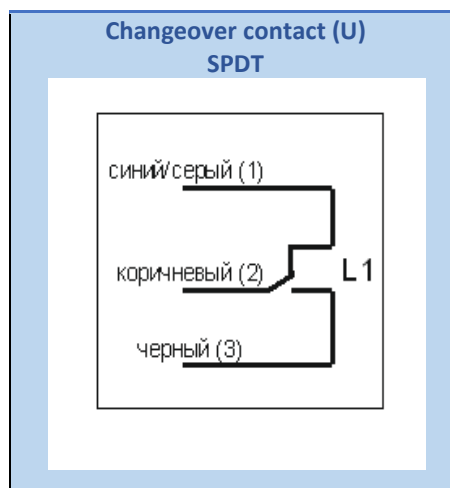 Changeover contact (U)
SPDT
синий/серый (1)
коричневый (2)
L1
черный (3)